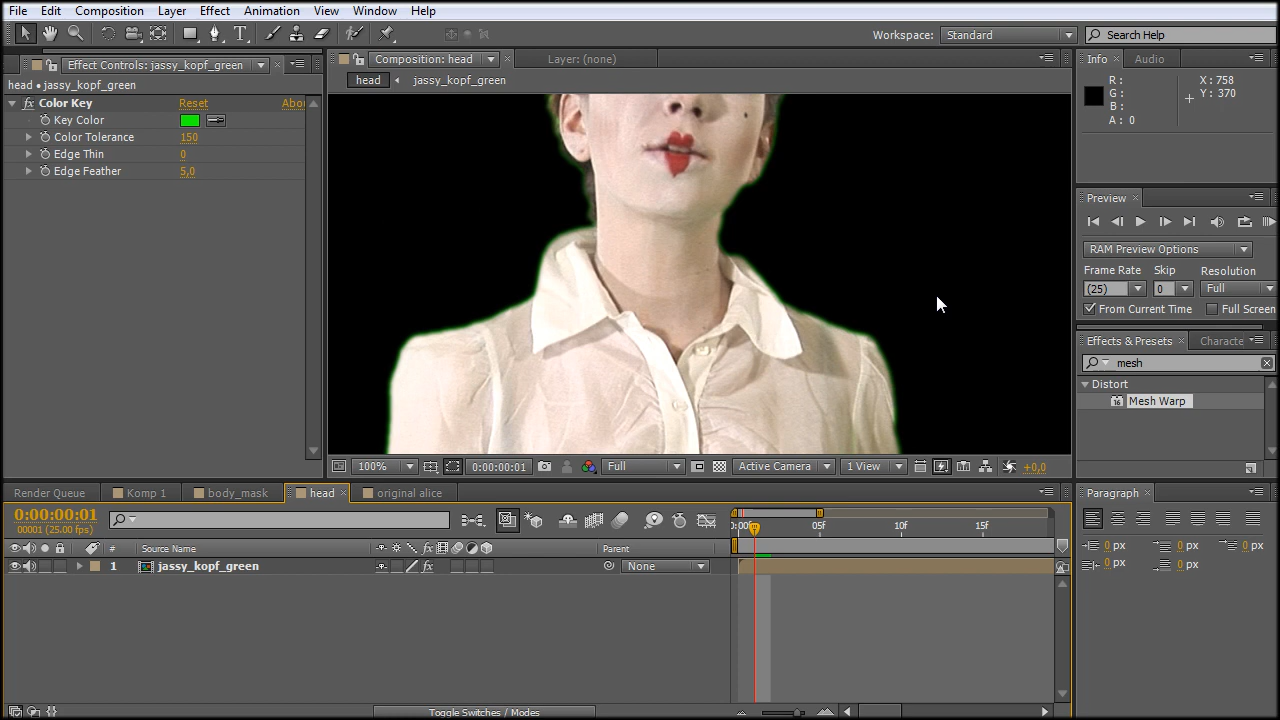 File Edit Composition Layer Effect Animation View Window Help
Workspace: Standard Search Help
Effect Controls: jassy_kopf_green
Composition: head
Layer: (none)
Info Audio
head • jassy_kopf_green
head jassy_kopf_green
R : X : 758
G : Y : 370
B :
A : 0
Color Key Reset Abou
Key Color
Color Tolerance 150
Edge Thin 0
Edge Feather 5,0
Preview
RAM Preview Options
Frame Rate Skip Resolution
(25) 0 Full
From Current Time Full Screen
Effects & Presets Characte
mesh
Distort
16 Mesh Warp
100% 0:00:00:01 Full Active Camera 1 View +0,0
Render Queue Komp 1 body_mask head original alice
Paragraph
0:00:00:01
00001 (25.00 fps)
):00f 05f 10f 15f
# Source Name fx Parent
1 jassy_kopf_green fx None
0 px 0 px 0 px
0 px 0 px
Toggle Switches / Modes